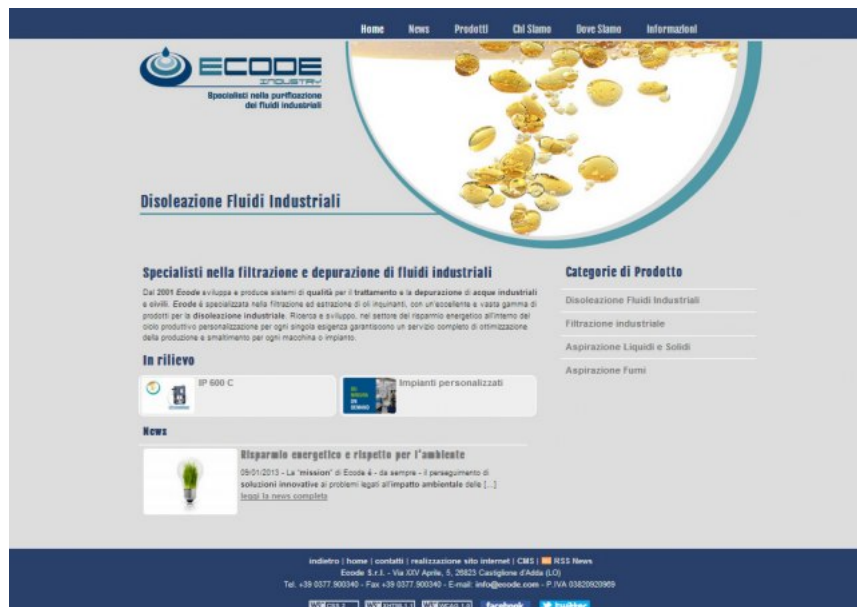 Home News Prodotti Chi Siamo Dove Siamo Informazioni
ECODE
INDUSTRY
Specialisti nella purificazione
dei fluidi industriali
Disoleazione Fluidi Industriali
Specialisti nella filtrazione e depurazione di fluidi industriali
Dal 2001 Ecode sviluppa e produce sistemi di qualità per il trattamento e la depurazione di acque industriali
e civili. Ecode é specializzata nella filtrazione ed estrazione di oli inquinanti, con un'eccellente e vasta gamma di
prodotti per la disoleazione industriale. Ricerca e sviluppo, nel settore del risparmio energetico all'interno del
ciclo produttivo personalizzazione per ogni singola esigenza garantiscono un servizio completo di ottimizzazione
della produzione e smaltimento per ogni macchina o impianto.
In rilievo
IP 600 C
Impianti personalizzati
News
Risparmio energetico e rispetto per l'ambiente
09/01/2013 - La "mission" di Ecode é - da sempre - il perseguimento di
soluzioni innovative ai problemi legati all'impatto ambientale delle [...]
leggi la news completa
Categorie di Prodotto
Disoleazione Fluidi Industriali
Filtrazione industriale
Aspirazione Liquidi e Solidi
Aspirazione Fumi
indietro | home | contatti | realizzazione sito internet | CMS | RSS News
Ecode S.r.l. - Via XXV Aprile, 5, 26823 Castiglione d'Adda (LO)
Tel. +39 0377.900340 - Fax +39 0377.900340 - E-mail: info@ecode.com - P.IVA 03820920969
facebook twitter